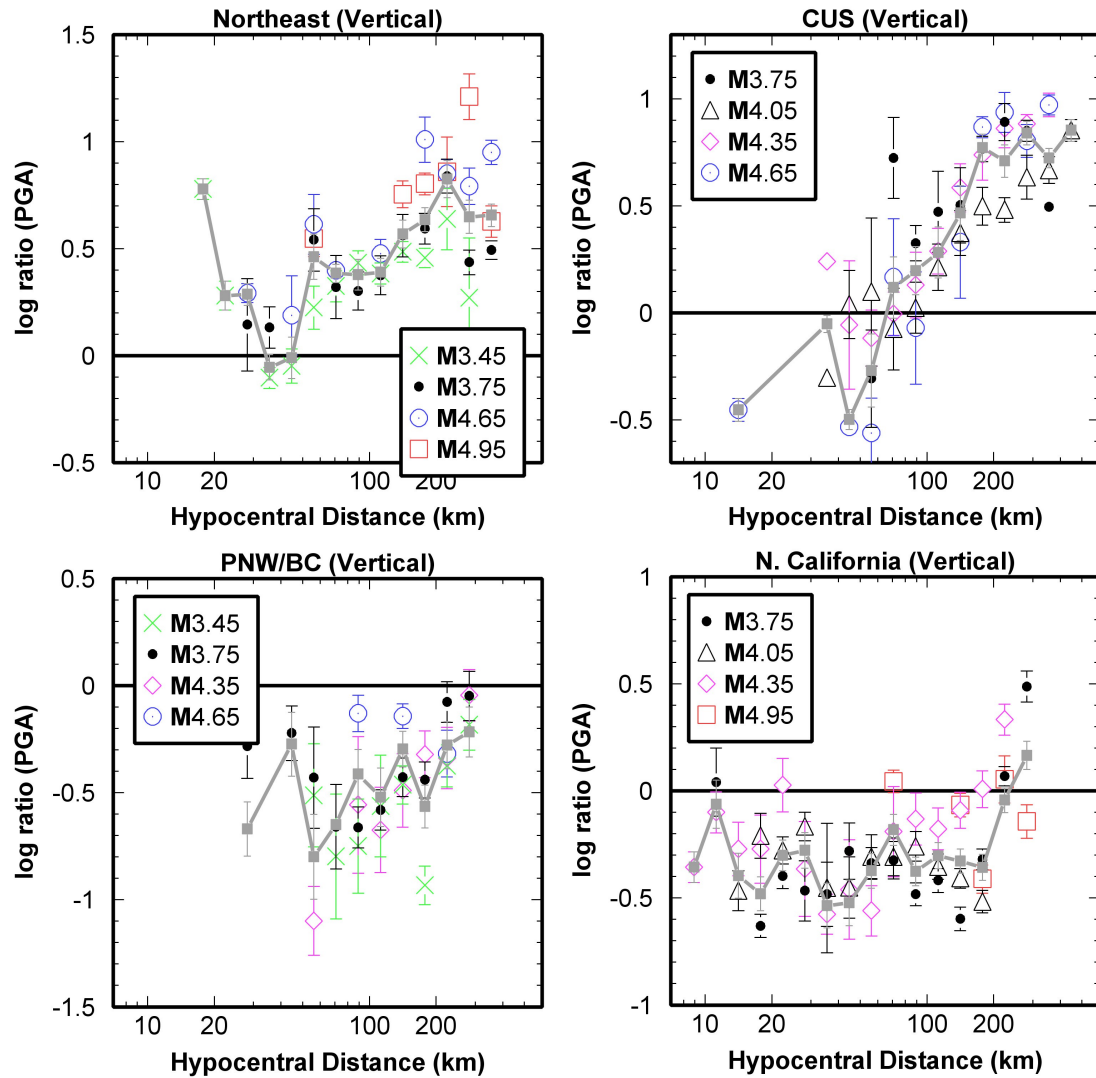 Northeast (Vertical)
1.5
1
0.5
0
-0.5
log ratio (PGA)
M3.45
M3.75
M4.65
M4.95
10 20 100 200
Hypocentral Distance (km)
CUS (Vertical)
1
0.5
0
-0.5
log ratio (PGA)
M3.75
M4.05
M4.35
M4.65
10 20 100 200
Hypocentral Distance (km)
PNW/BC (Vertical)
0.5
0
-0.5
-1
-1.5
log ratio (PGA)
M3.45
M3.75
M4.35
M4.65
10 20 100 200
Hypocentral Distance (km)
N. California (Vertical)
1
0.5
0
-0.5
-1
log ratio (PGA)
M3.75
M4.05
M4.35
M4.95
10 20 100 200
Hypocentral Distance (km)